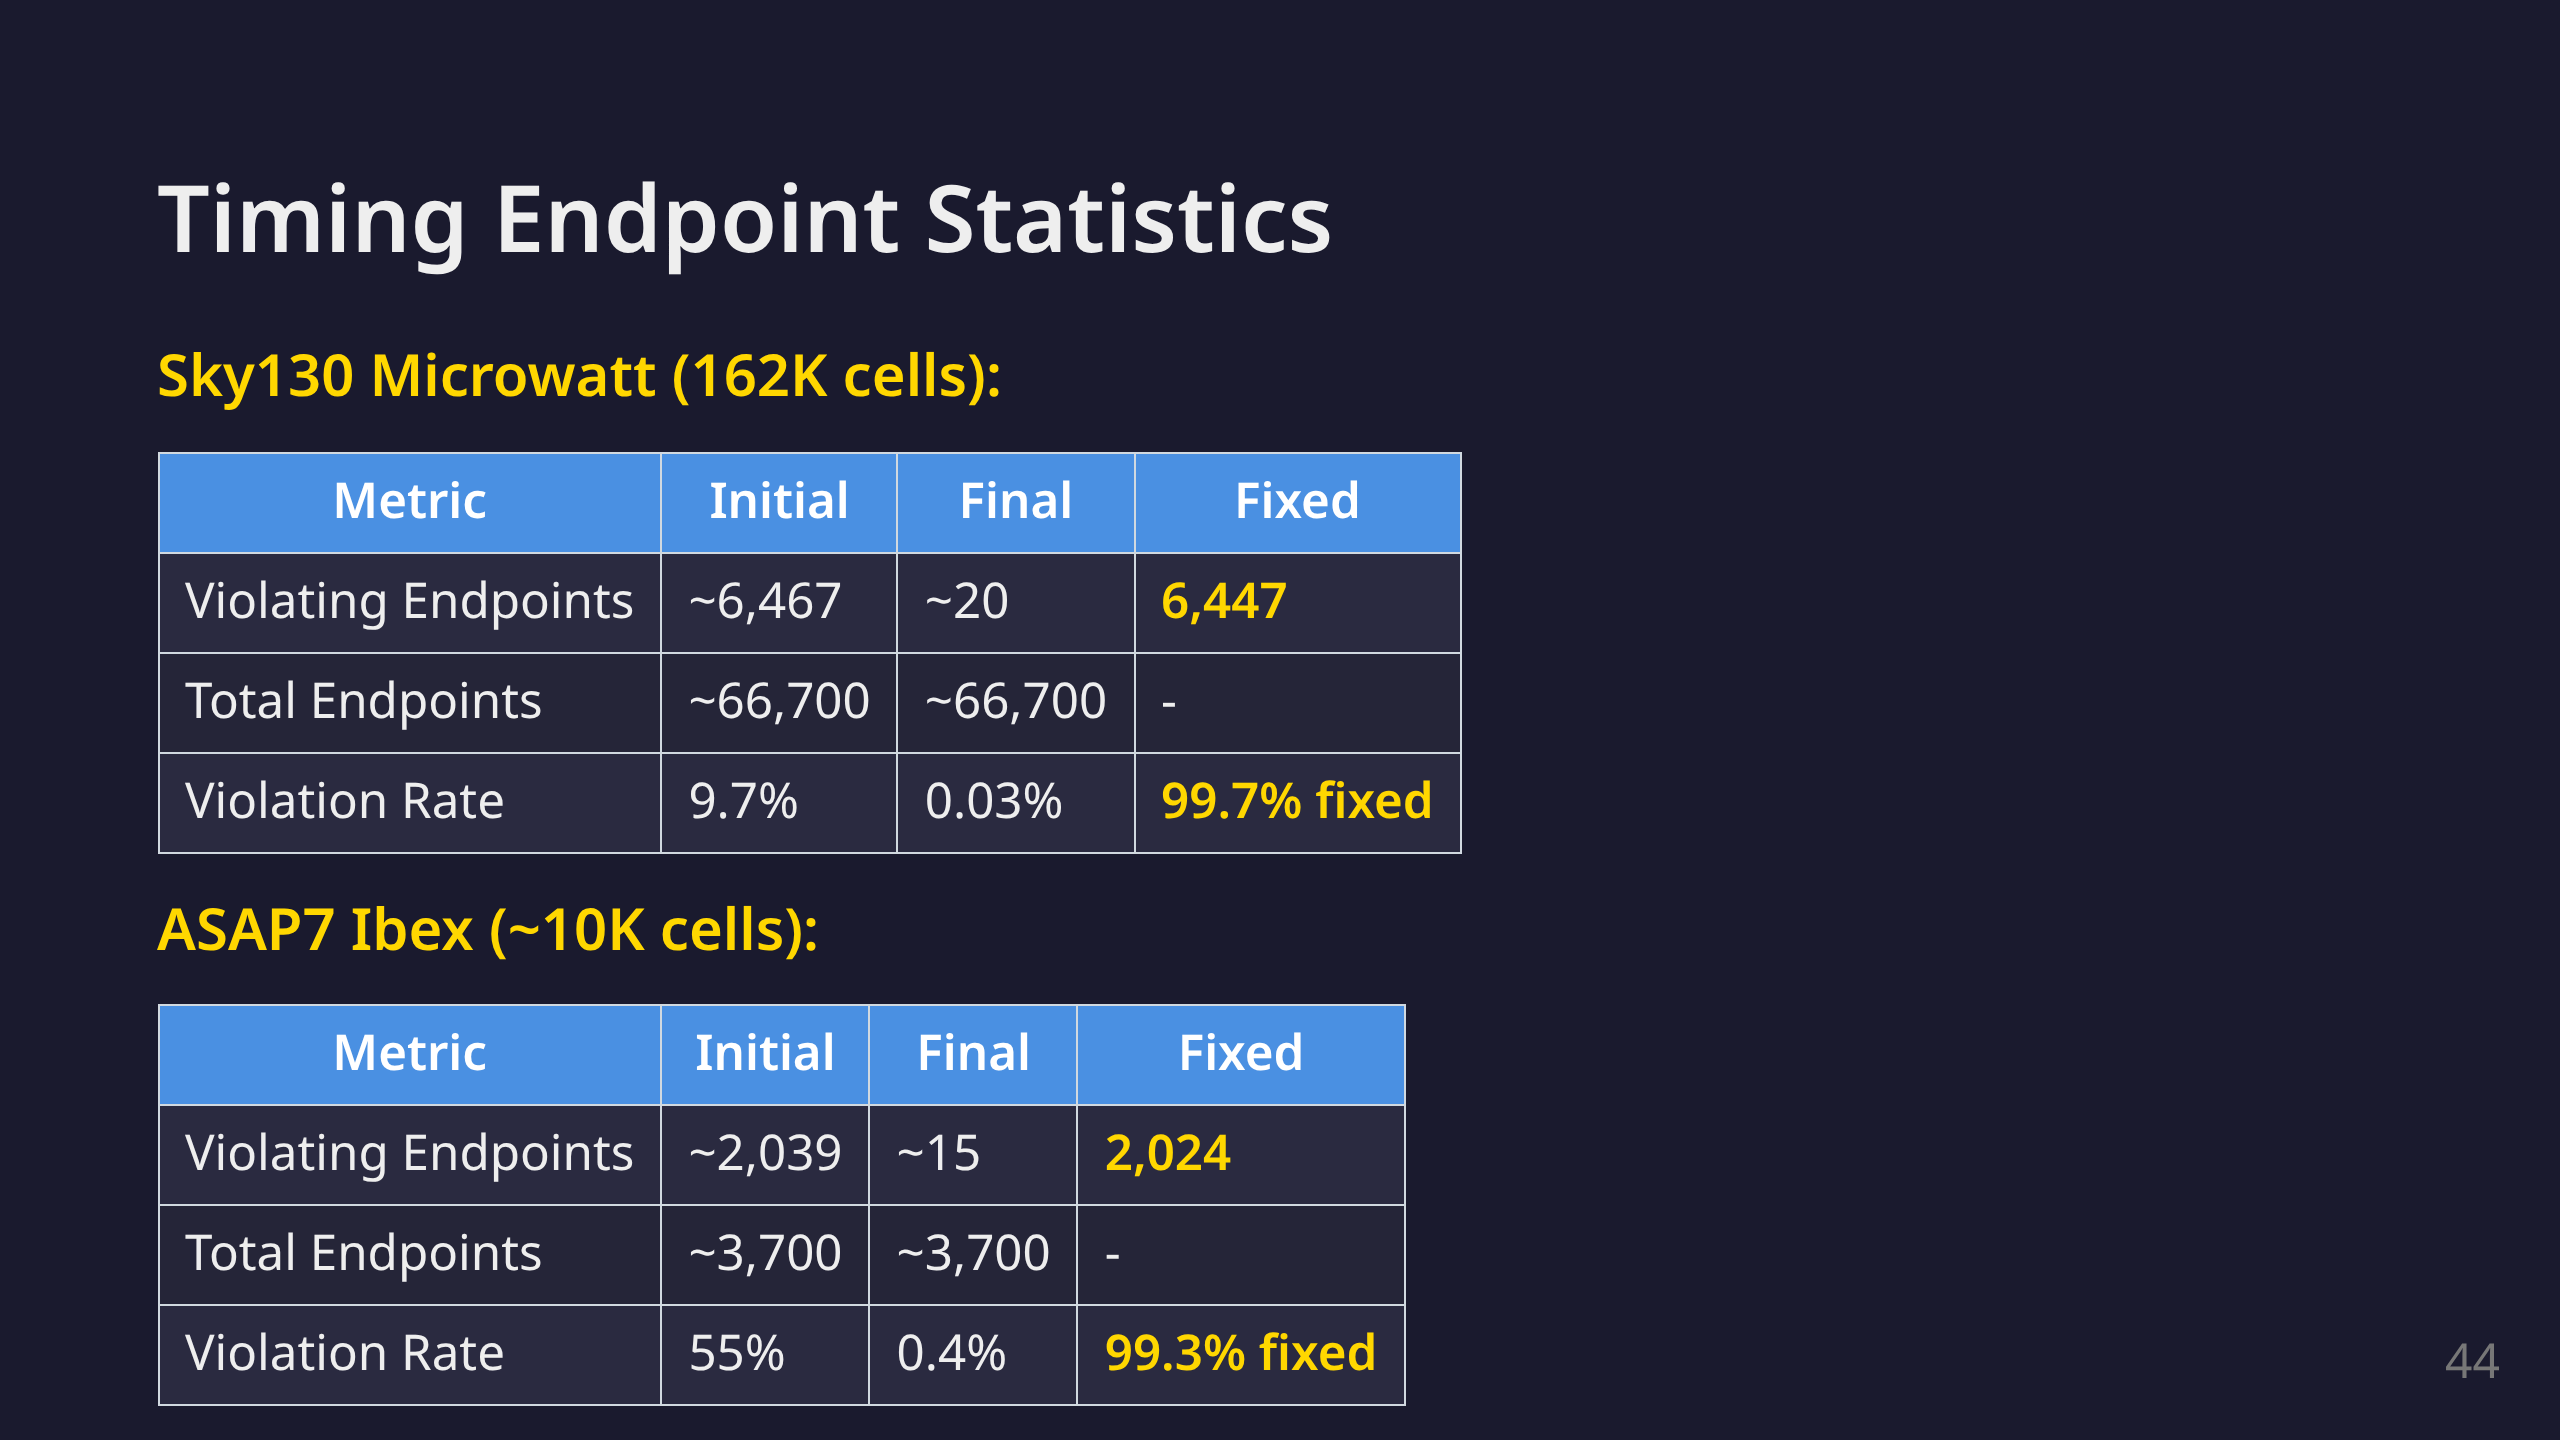 Timing Endpoint Statistics
Sky130 Microwatt (162K cells):
Metric Initial Final Fixed
Violating Endpoints ~6,467 ~20 6,447
Total Endpoints ~66,700 ~66,700 -
Violation Rate 9.7% 0.03% 99.7% fixed
ASAP7 Ibex (~10K cells):
Metric Initial Final Fixed
Violating Endpoints ~2,039 ~15 2,024
Total Endpoints ~3,700 ~3,700 -
Violation Rate 55% 0.4% 99.3% fixed
44